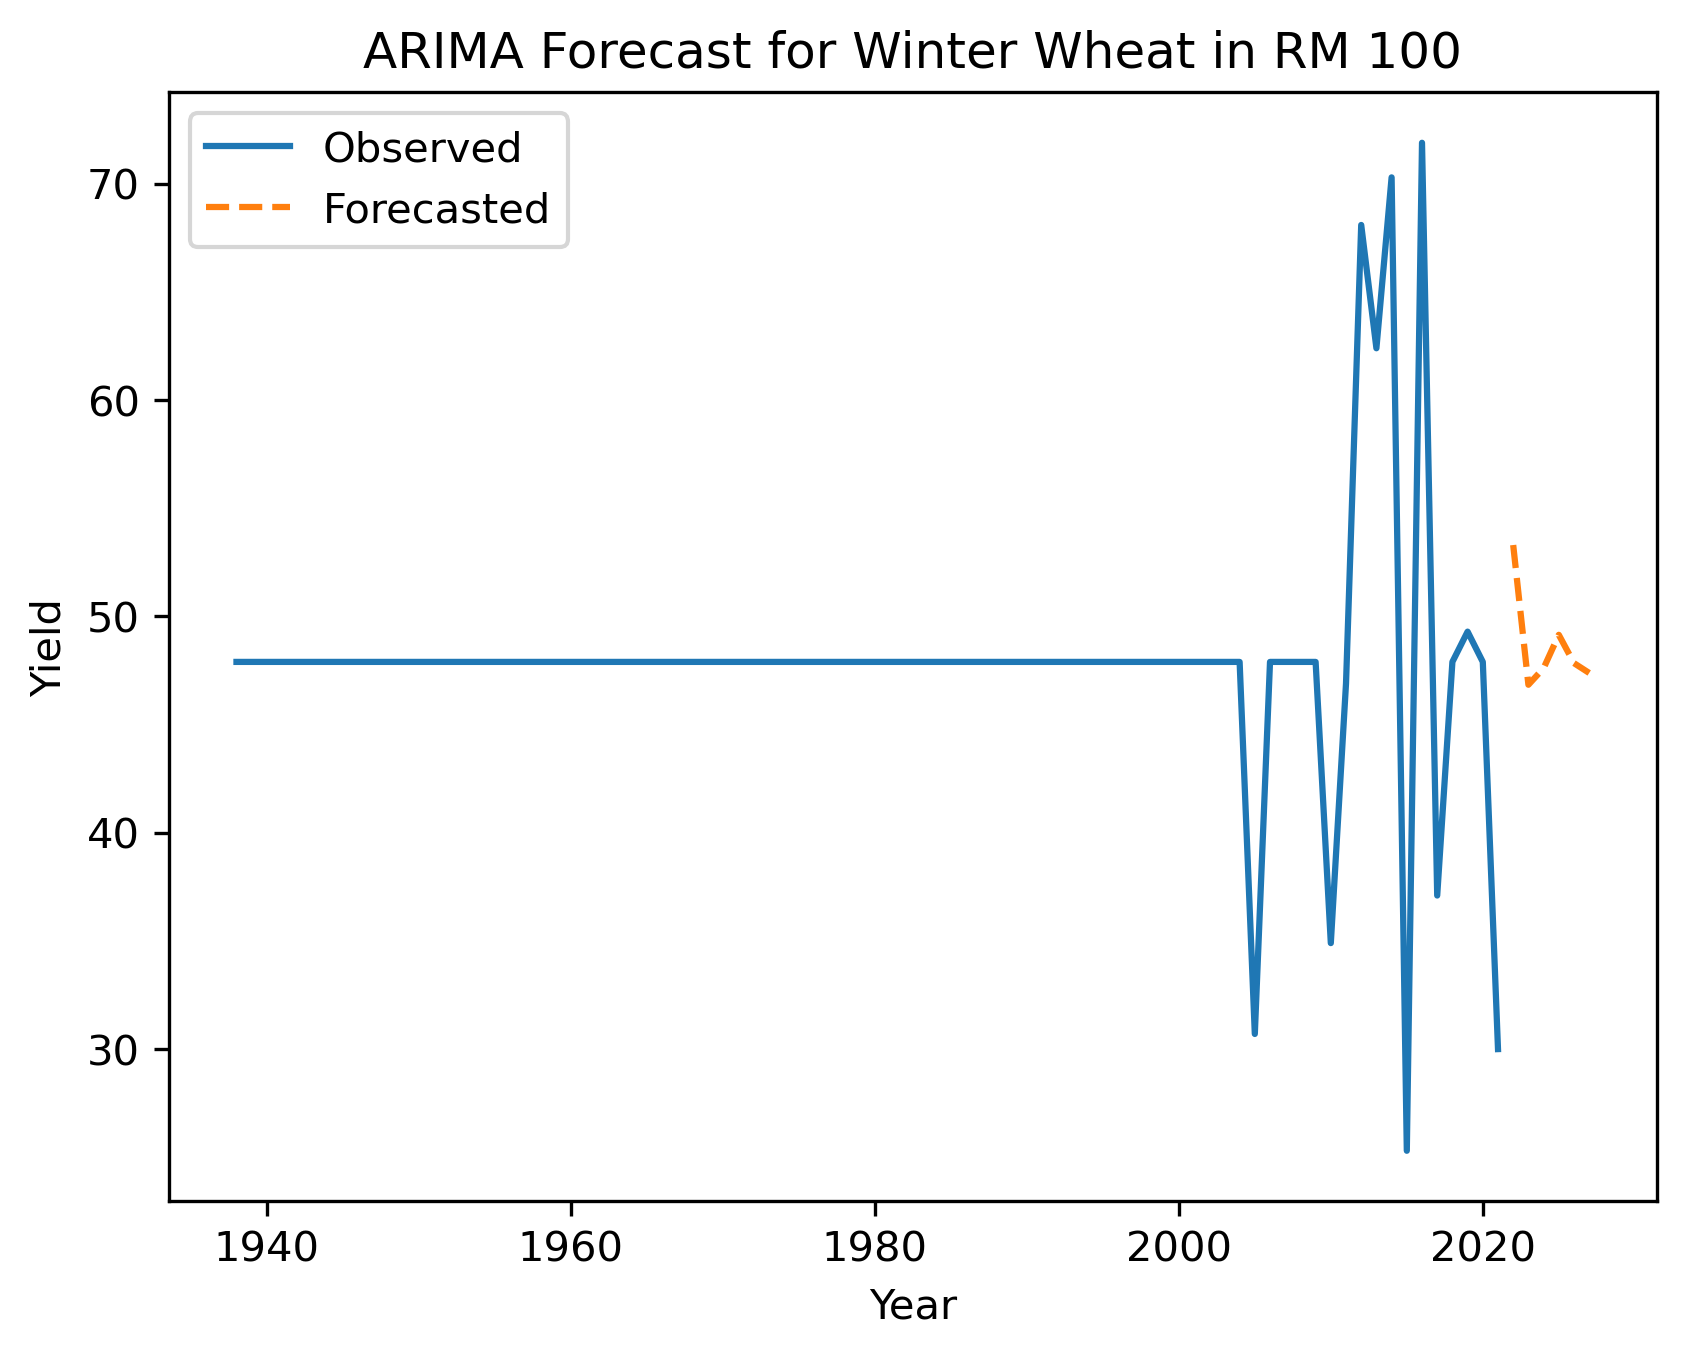 ARIMA Forecast for Winter Wheat in RM 100
Observed
Forecasted
70
60
50
40
30
Yield
1940 1960 1980 2000 2020
Year